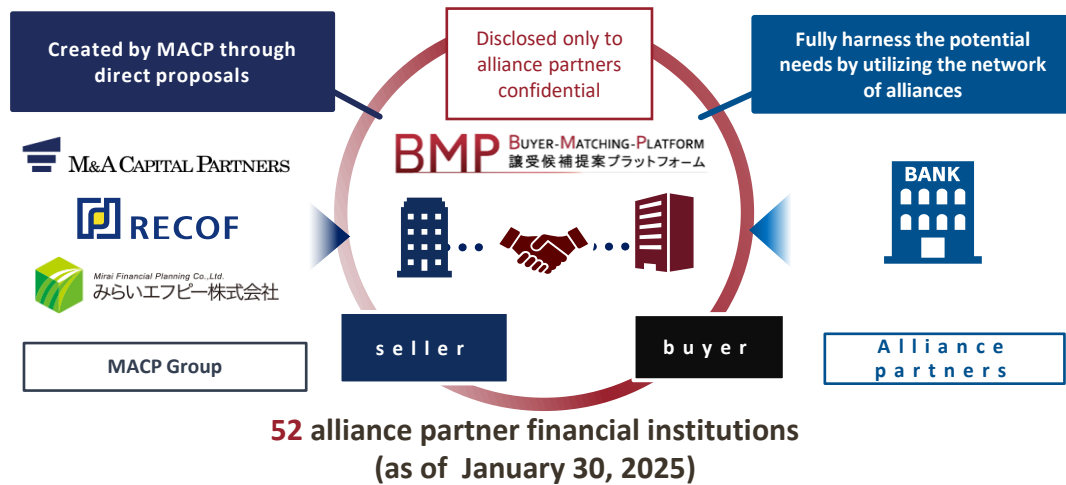 Created by MACP through
direct proposals
Disclosed only to
alliance partners
confidential
Fully harness the potential
needs by utilizing the network
of alliances
M&A CAPITAL PARTNERS
RECOF
Mirai Financial Planning Co.,Ltd.
みらいエフピー株式会社
MACP Group
BMP BUYER-MATCHING-PLATFORM
譲受候補提案プラットフォーム
seller
buyer
BANK
Alliance
partners
52 alliance partner financial institutions
(as of January 30, 2025)